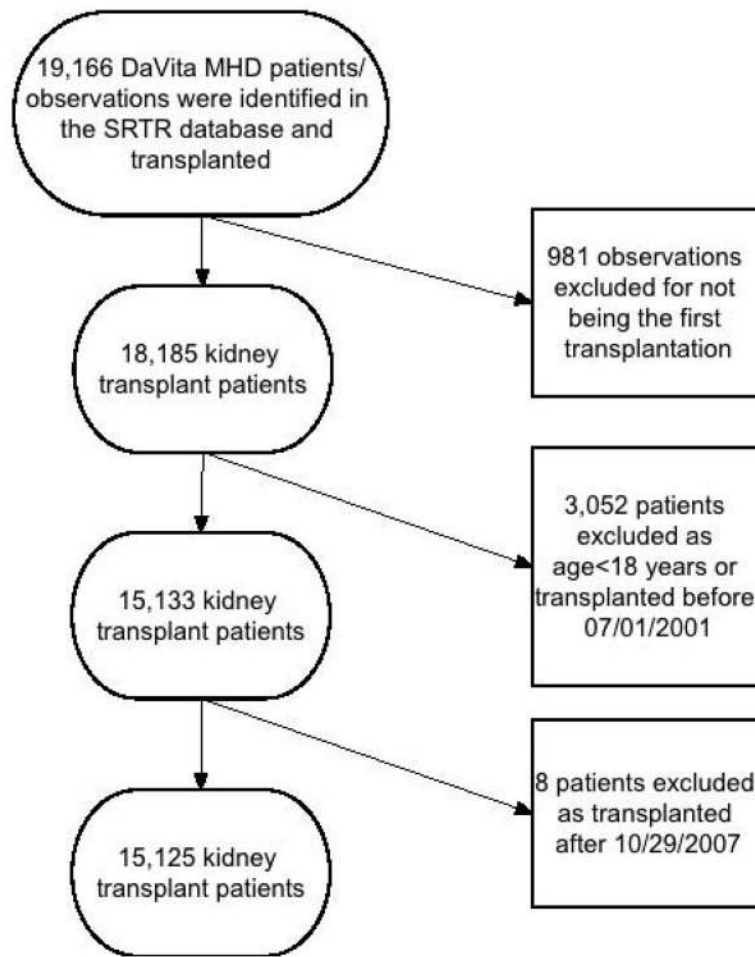 19,166 DaVita MHD patients/
observations were identified in
the SRTR database and
transplanted
981 observations
excluded for not
being the first
transplantation
18,185 kidney
transplant patients
3,052 patients
excluded as
age<18 years or
transplanted before
07/01/2001
15,133 kidney
transplant patients
8 patients excluded
as transplanted
after 10/29/2007
15,125 kidney
transplant patients